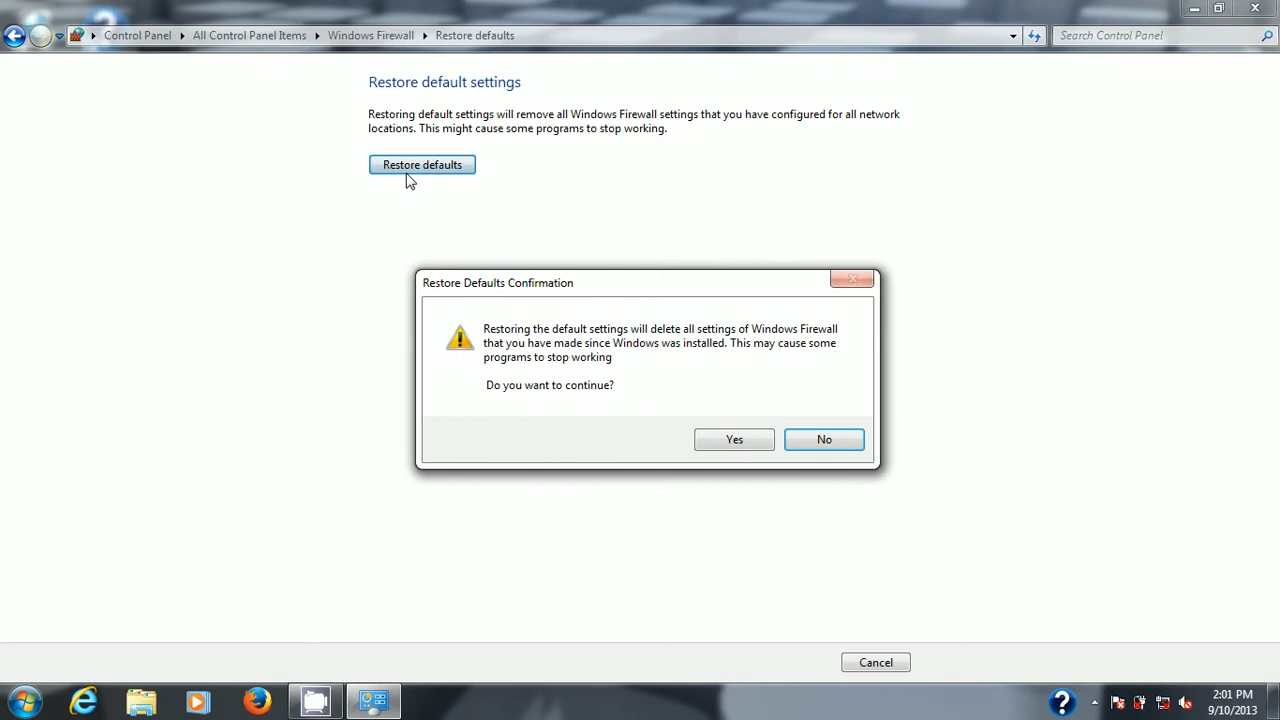 Control Panel
All Control Panel Items
Windows Firewall
Restore defaults
Search Control Panel
Restore default settings
Restoring default settings will remove all Windows Firewall settings that you have configured for all network
locations. This might cause some programs to stop working.
Restore defaults
Restore Defaults Confirmation
Restoring the default settings will delete all settings of Windows Firewall
that you have made since Windows was installed. This may cause some
programs to stop working
Do you want to continue?
Yes
No
Cancel
2:01 PM
9/10/2013